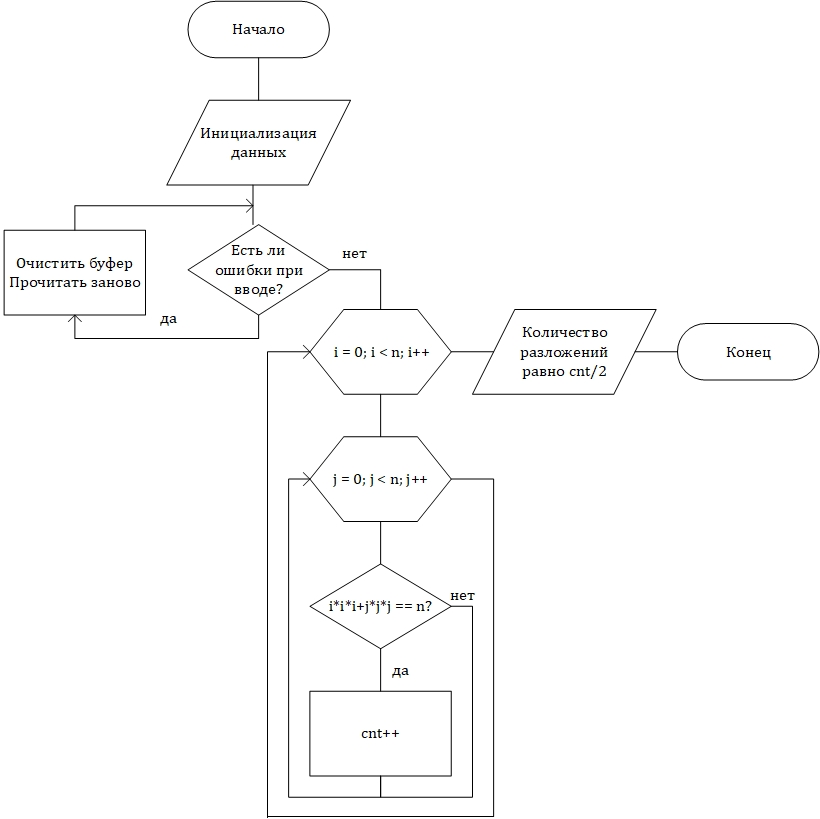 Начало
Инициализация
данных
Есть ли
ошибки при
вводе?
нет
да
Очистить буфер
Прочитать заново
i = 0; i < n; i++
Количество
разложений
равно cnt/2
Конец
j = 0; j < n; j++
i*i*i+j*j*j == n?
нет
да
cnt++